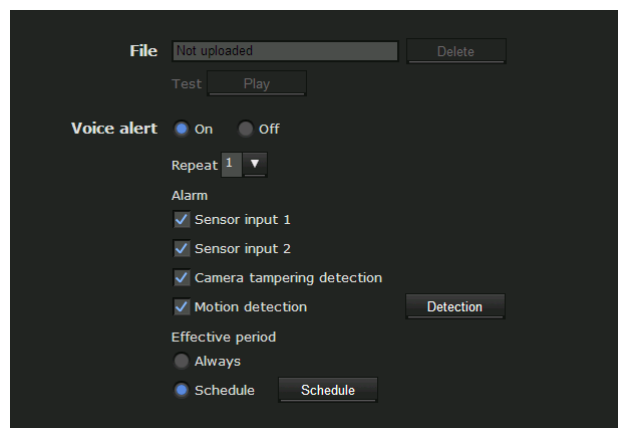 File Not uploaded Delete
Test Play
Voice alert On Off
Repeat 1
Alarm
Sensor input 1
Sensor input 2
Camera tampering detection
Motion detection Detection
Effective period
Always
Schedule Schedule